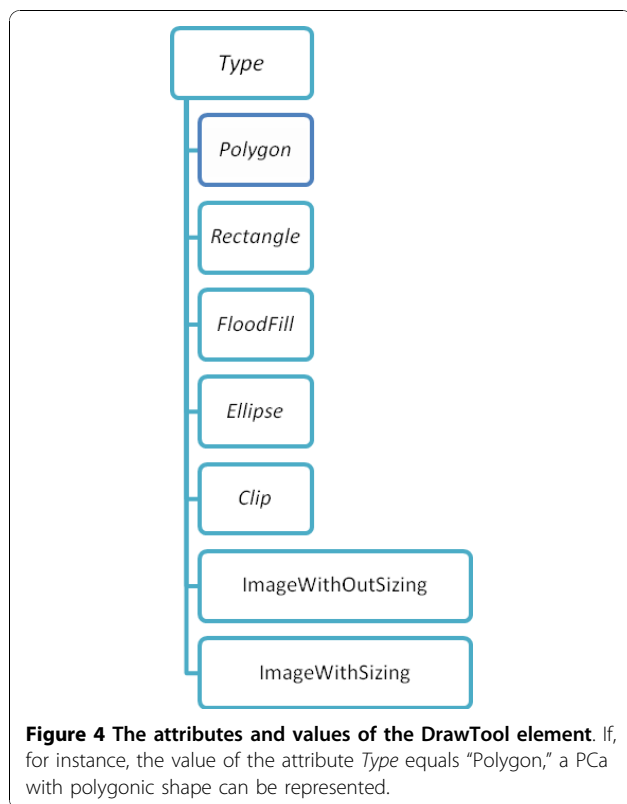 Type
Polygon
Rectangle
FloodFill
Ellipse
Clip
ImageWithOutSizing
ImageWithSizing
Figure 4 The attributes and values of the DrawTool element. If,
for instance, the value of the attribute Type equals “Polygon,” a PCa
with polygonic shape can be represented.